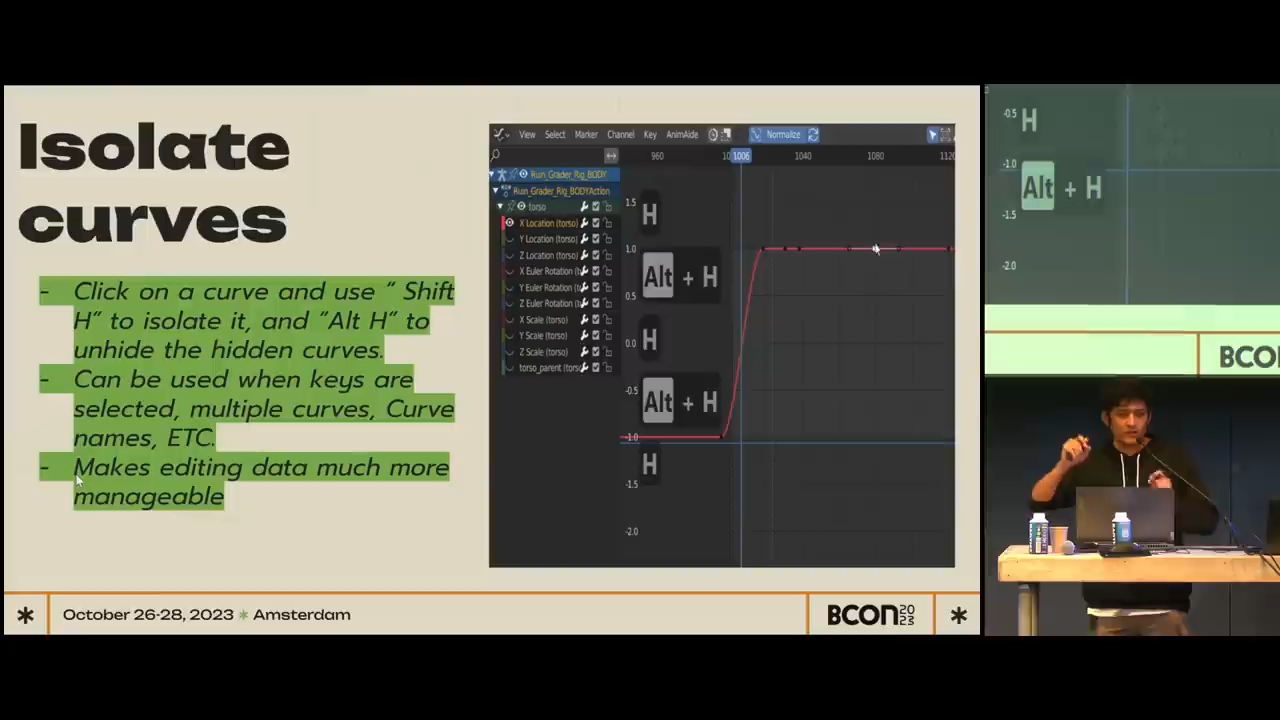 Isolate
curves
- Click on a curve and use “ Shift
H” to isolate it, and “Alt H” to
unhide the hidden curves.
- Can be used when keys are
selected, multiple curves, Curve
names, ETC.
- Makes editing data much more
manageable
View Select Marker Channel Key AnimAide Normalize
960 10 1006 1040 1080 1120
Run_Grader_Rig_BODY
Run_Grader_Rig_BODYAction
torso
X Location (torso)
Y Location (torso)
Z Location (torso)
X Euler Rotation (
Y Euler Rotation (t
Z Euler Rotation (t
X Scale (torso)
Y Scale (torso)
Z Scale (torso)
torso_parent (tors
1.5
1.0
0.5
0.0
-0.5
-1.0
-1.5
-2.0
H
Alt + H
H
Alt + H
H
October 26-28, 2023 * Amsterdam
BCON 2023
-0.5
-1.0
-1.5
-2.0
H
Alt + H
BCON